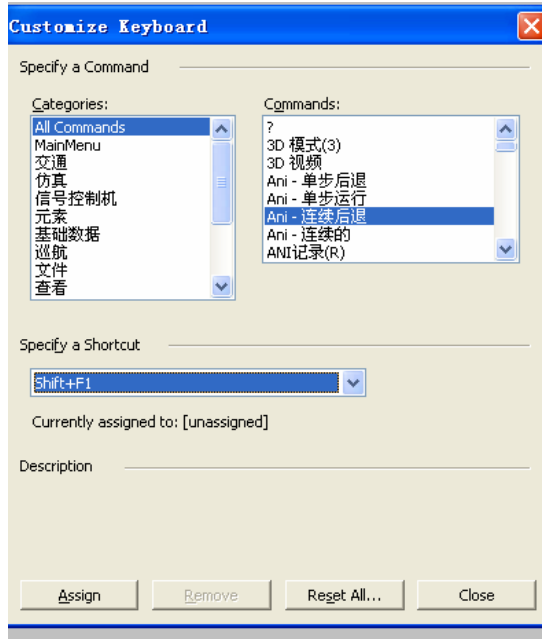 Customize Keyboard
Specify a Command
Categories:
All Commands
MainMenu
交通
仿真
信号控制机
元素
基础数据
巡航
文件
查看
Commands:
?
3D 模式(3)
3D 视频
Ani - 单步后退
Ani - 单步运行
Ani - 连续后退
Ani - 连续的
ANI记录(R)
Specify a Shortcut
Shift+F1
Currently assigned to: [unassigned]
Description
Assign
Remove
Reset All...
Close